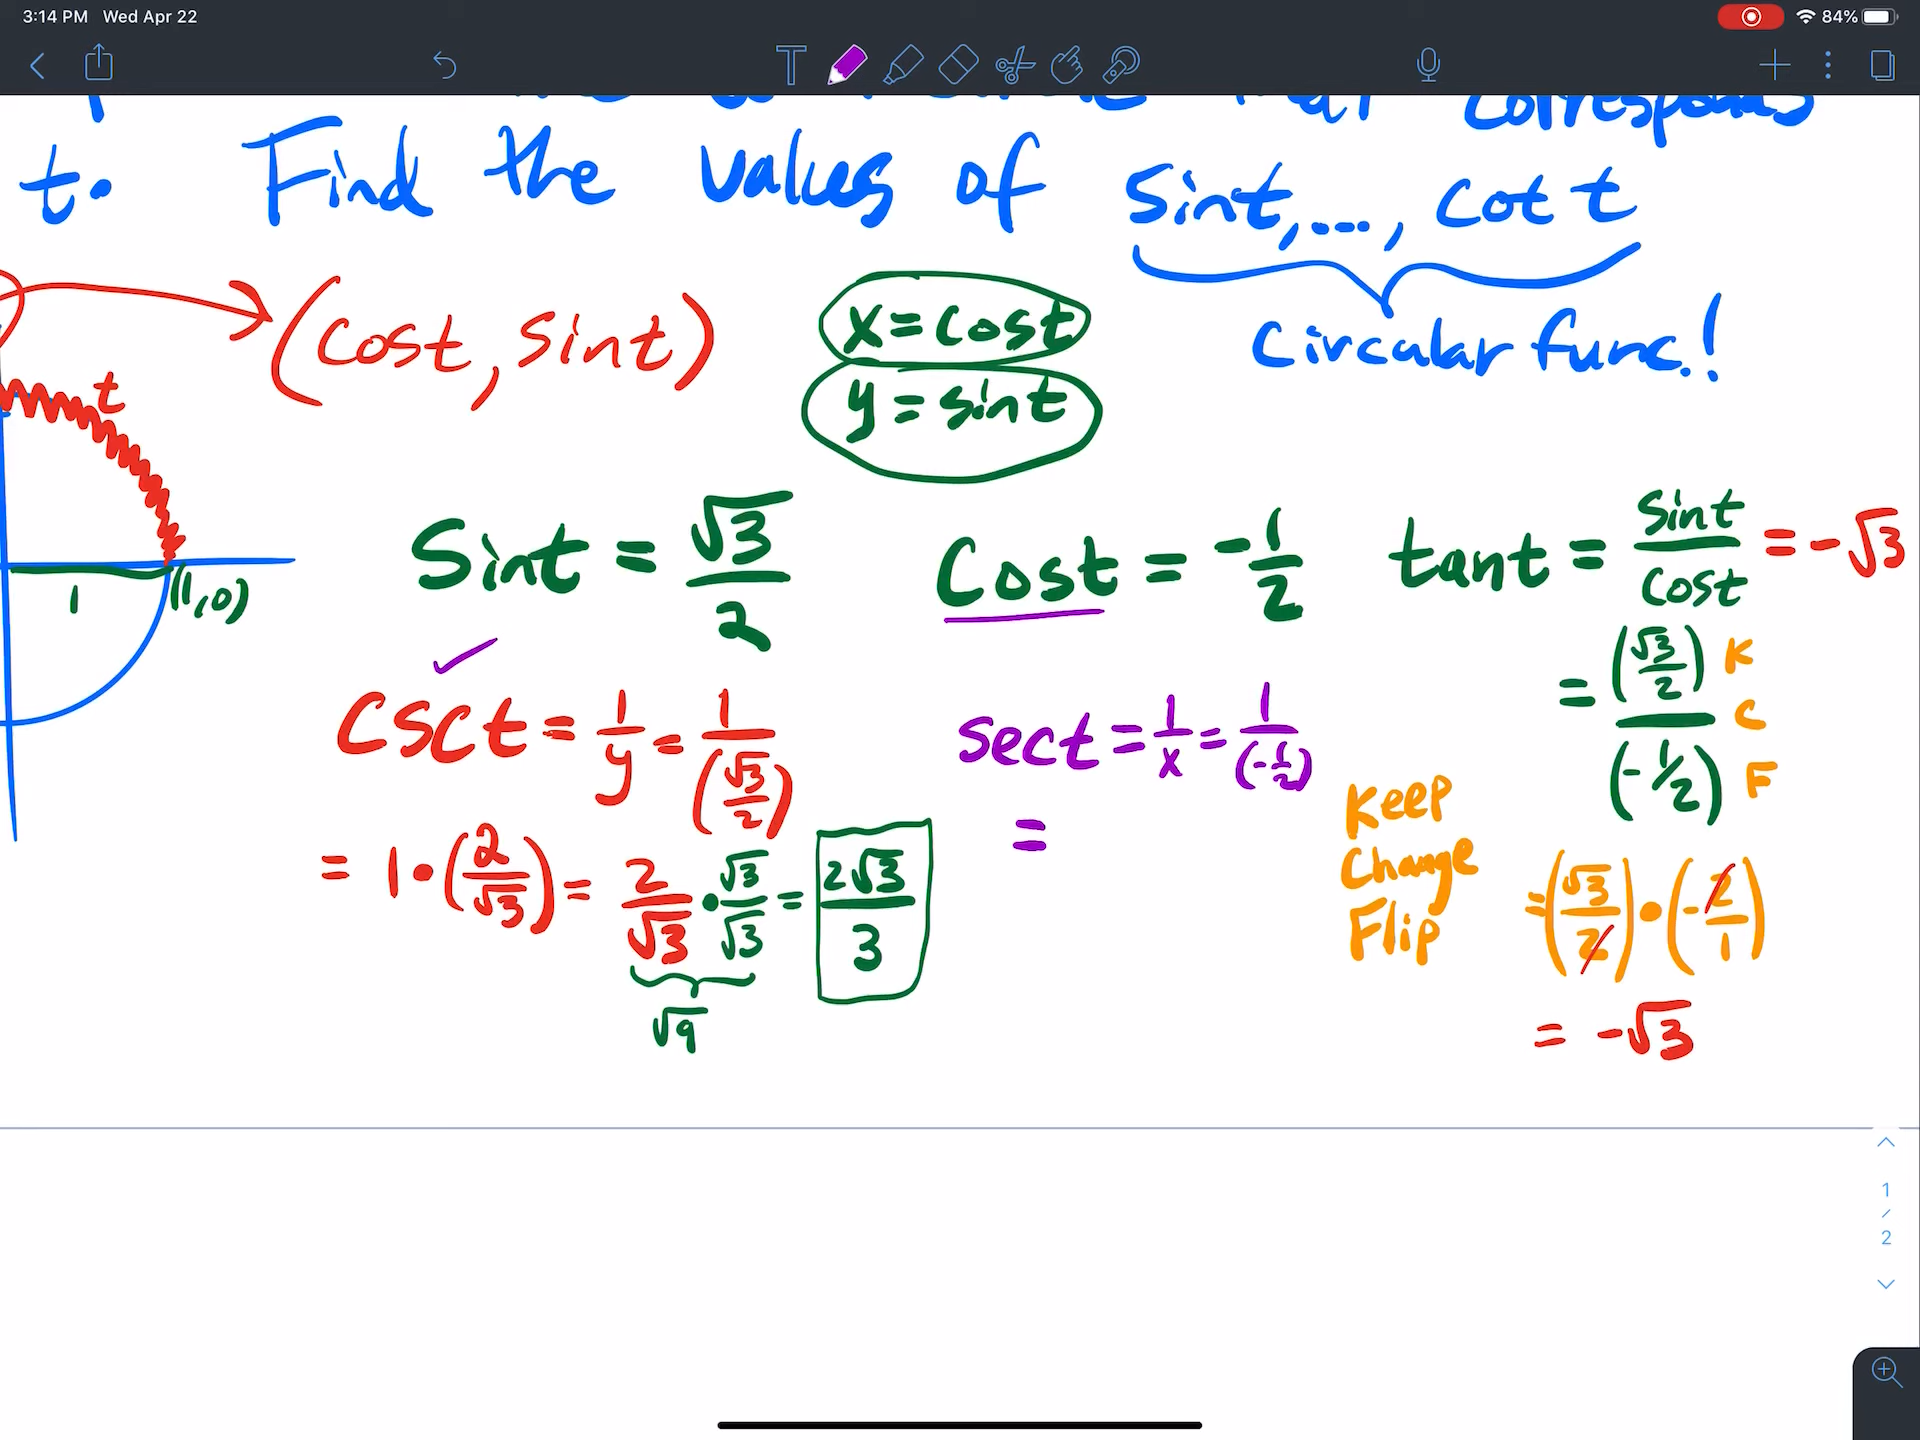 3:14 PM Wed Apr 22 84%
corresponds
t. Find the values of sint, ..., cot t
(cost, sint) x=cost circular func.!
y=sint
t
1 (1,0)
sint = √3/2 cost = -1/2 tant = sint/cost = -√3
= (√3/2)/(-1/2) K C F
csct = 1/y = 1/(√3/2) sect = 1/x = 1/(-1/2)
= 1•(2/√3) = 2/√3 • √3/√3 = 2√3/3 =
√9
Keep
Change
Flip
= (√3/2)•(-2/1)
= -√3
1/2